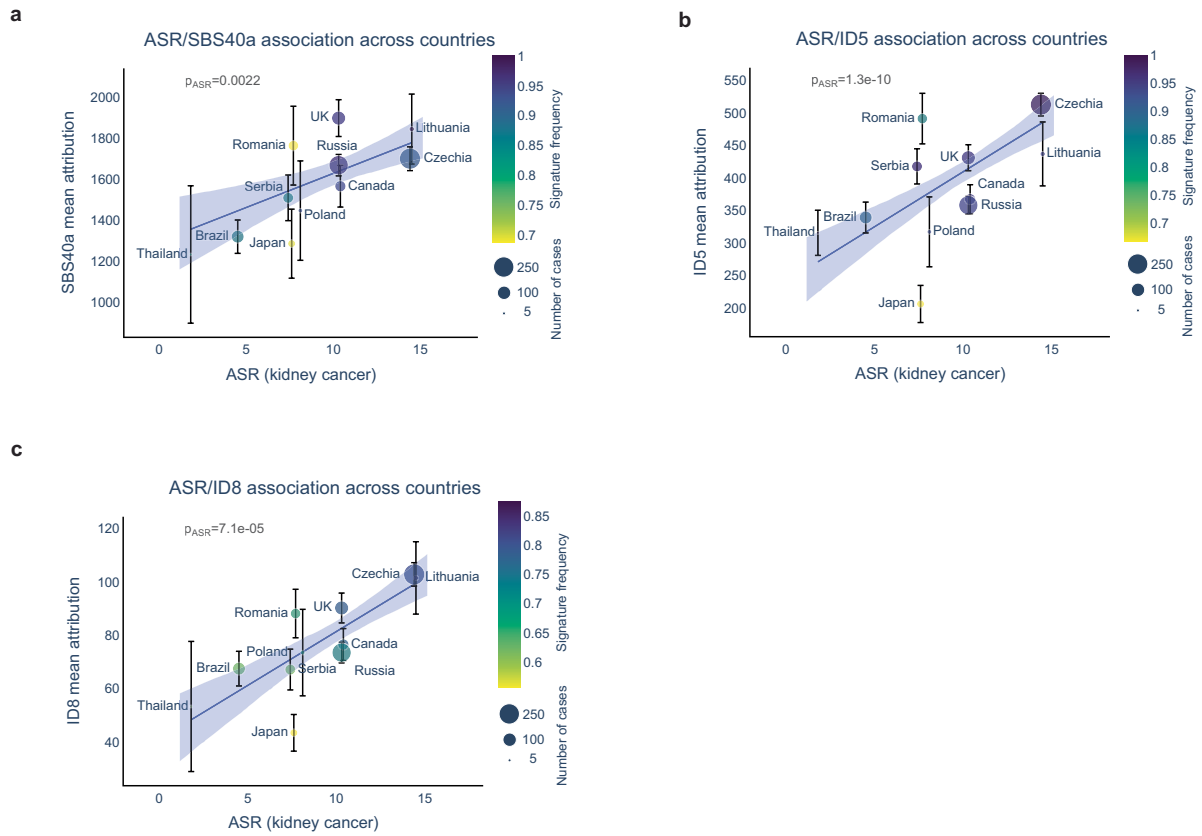 a
ASR/SBS40a association across countries
pASR=0.0022
SBS40a mean attribution
2000
1800
1600
1400
1200
1000
0
5
10
15
ASR (kidney cancer)
UK
Lithuania
Romania
Russia
Czechia
Serbia
Canada
Poland
Brazil
Japan
Thailand
1
0.95
0.9
0.85
0.8
0.75
0.7
Signature frequency
250
100
5
Number of cases
b
ASR/ID5 association across countries
pASR=1.3e-10
ID5 mean attribution
550
500
450
400
350
300
250
200
0
5
10
15
ASR (kidney cancer)
Czechia
Romania
UK
Lithuania
Serbia
Canada
Russia
Brazil
Thailand
Poland
Japan
1
0.95
0.9
0.85
0.8
0.75
0.7
Signature frequency
250
100
5
Number of cases
c
ASR/ID8 association across countries
pASR=7.1e-05
ID8 mean attribution
120
100
80
60
40
0
5
10
15
ASR (kidney cancer)
Czechia
Lithuania
Romania
UK
Canada
Poland
Brazil
Serbia
Russia
Thailand
Japan
0.85
0.8
0.75
0.7
0.65
0.6
Signature frequency
250
100
5
Number of cases